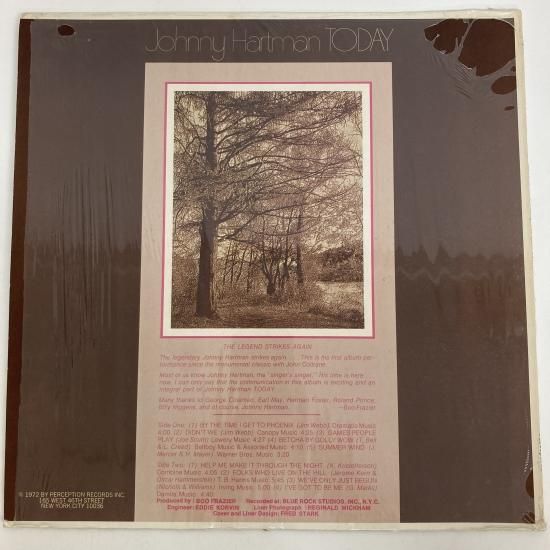 Johnny Hartman TODAY
THE LEGEND STRIKES AGAIN
The legendary Johnny Hartman strikes again . . . This is his first album per-
formance since the monumental classic with John Coltrane.
Most of us know Johnny Hartman, the "singer's singer." His time is here
now. I can only say that the communication in this album is exciting and an
integral part of Johnny Hartman TODAY.
Many thanks to George Coleman, Earl May, Herman Foster, Roland Prince,
Billy Higgins, and of course, Johnny Hartman.
—Boo Frazier
Side One: (1) BY THE TIME I GET TO PHOENIX (Jim Webb) Dramatis Music
4:00 (2) DIDN'T WE (Jim Webb) Canopy Music 4:25 (3) GAMES PEOPLE
PLAY (Joe South) Lowery Music 4:27 (4) BETCHA BY GOLLY WOW (T. Bell
& L. Creed) Bellboy Music & Assorted Music 4:10 (5) SUMMER WIND (J.
Mercer & H. Mayer) Warner Bros. Music 3:20
Side Two: (1) HELP ME MAKE IT THROUGH THE NIGHT (K. Kristofferson)
Combine Music 4:05 (2) FOLKS WHO LIVE ON THE HILL (Jerome Kern &
Oscar Hammerstein) T. B. Harms Music 5:45 (3) WE'VE ONLY JUST BEGUN
(Nichols & Williams) Irving Music 5:00 (4) I'VE GOT TO BE ME (G. Marks)
Damila Music 4:40
Produced by: BOO FRAZIER Recorded at: BLUE ROCK STUDIOS, INC., N.Y.C.
Engineer: EDDIE KORVIN Liner Photograph: REGINALD WICKHAM
Cover and Liner Design: FRED STARK
© 1972 BY PERCEPTION RECORDS INC.
165 WEST 46TH STREET
NEW YORK CITY 10036